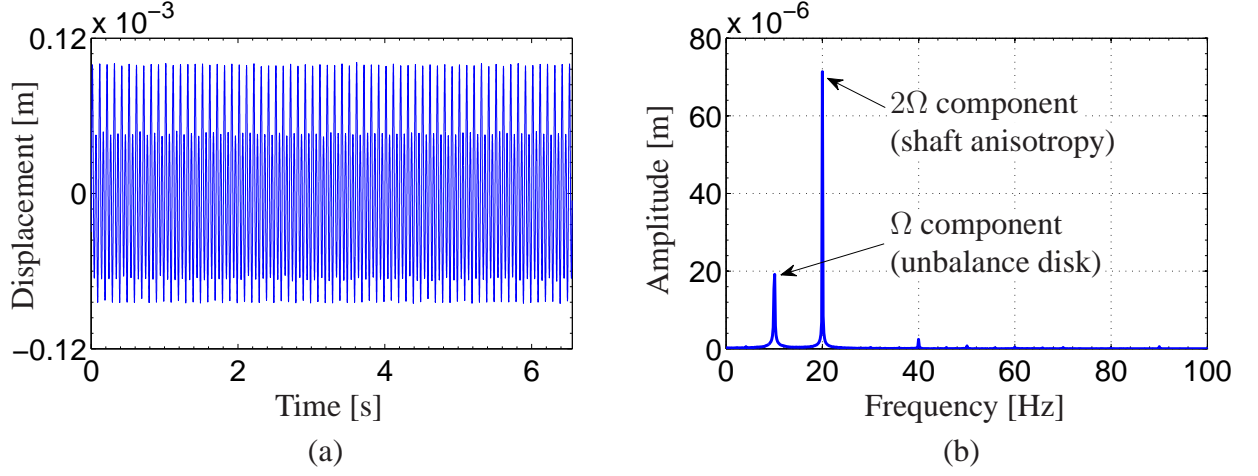 x 10⁻³
0.12
0
−0.12
Displacement [m]
0 2 4 6
Time [s]
(a)
x 10⁻⁶
80
60
40
20
0
Amplitude [m]
2Ω component
(shaft anisotropy)
Ω component
(unbalance disk)
0 20 40 60 80 100
Frequency [Hz]
(b)